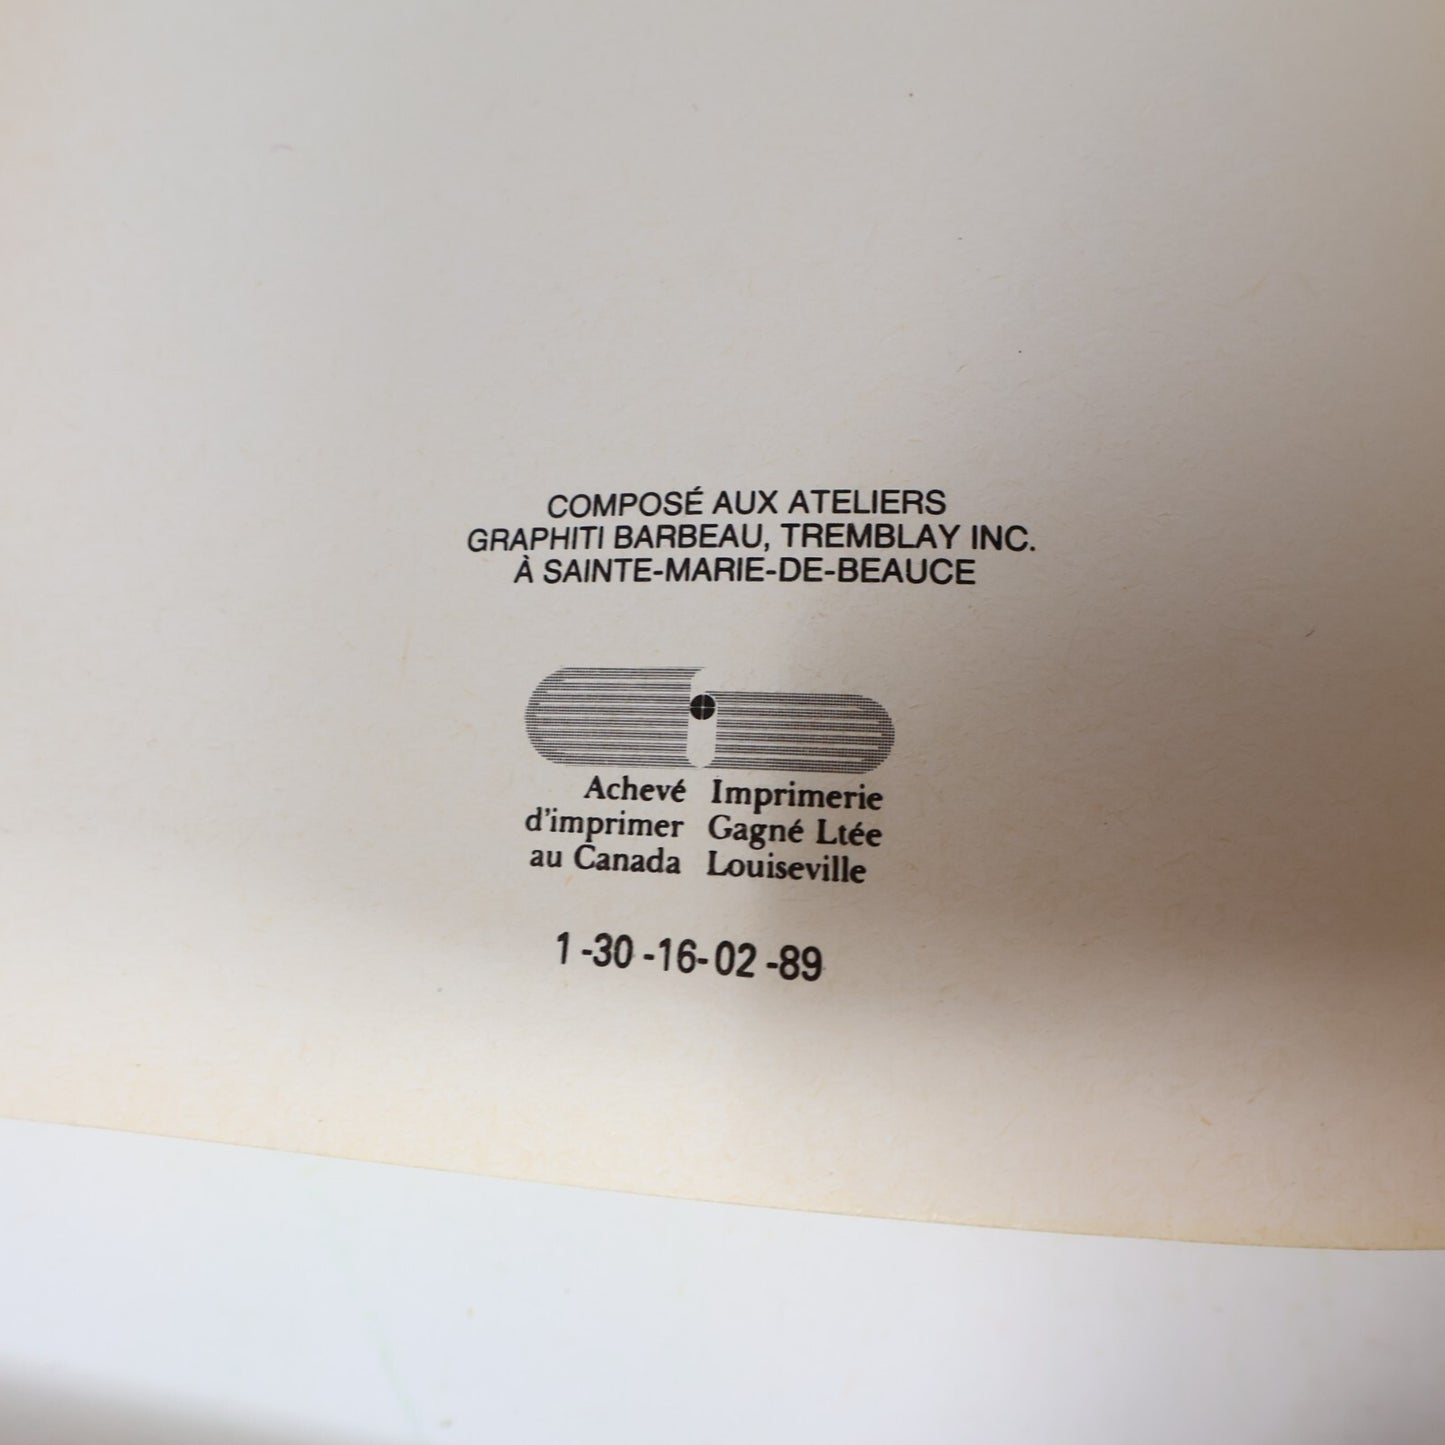 COMPOSÉ AUX ATELIERS
GRAPHITI BARBEAU, TREMBLAY INC.
À SAINTE-MARIE-DE-BEAUCE
Achevé
d'imprimer
au Canada
Imprimerie
Gagné Ltée
Louiseville
1 -30 -16- 02 -89